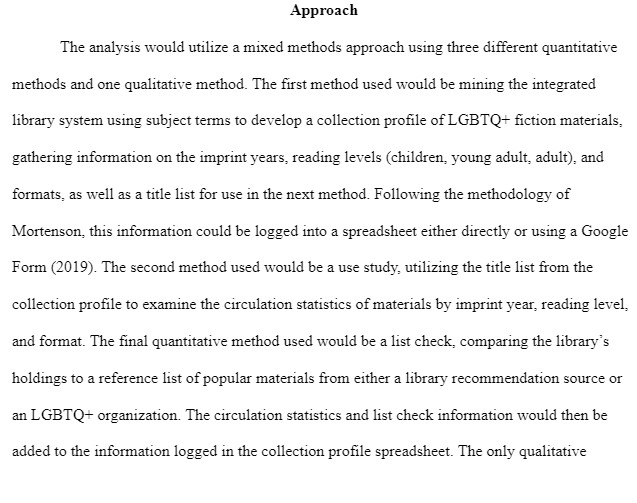 Approach
The analysis would utilize a mixed methods approach using three different quantitative
methods and one qualitative method. The first method used would be mining the integrated
library system using subject terms to develop a collection profile of LGBTQ+ fiction materials,
gathering information on the imprint years, reading levels (children, young adult, adult), and
formats, as well as a title list for use in the next method. Following the methodology of
Mortenson, this information could be logged into a spreadsheet either directly or using a Google
Form (2019). The second method used would be a use study, utilizing the title list from the
collection profile to examine the circulation statistics of materials by imprint year, reading level,
and format. The final quantitative method used would be a list check, comparing the library’s
holdings to a reference list of popular materials from either a library recommendation source or
an LGBTQ+ organization. The circulation statistics and list check information would then be
added to the information logged in the collection profile spreadsheet. The only qualitative